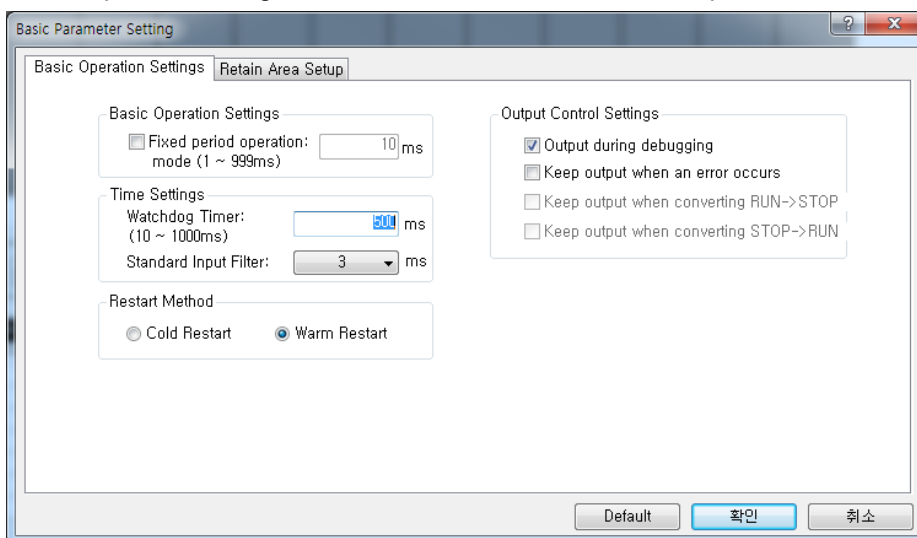 Basic Parameter Setting
Basic Operation Settings
Retain Area Setup
Basic Operation Settings
Fixed period operation: 10 ms
mode (1 ~ 999ms)
Time Settings
Watchdog Timer: 500 ms
(10 ~ 1000ms)
Standard Input Filter: 3 ms
Restart Method
Cold Restart
Warm Restart
Output Control Settings
Output during debugging
Keep output when an error occurs
Keep output when converting RUN->STOP
Keep output when converting STOP->RUN
Default
확인
취소